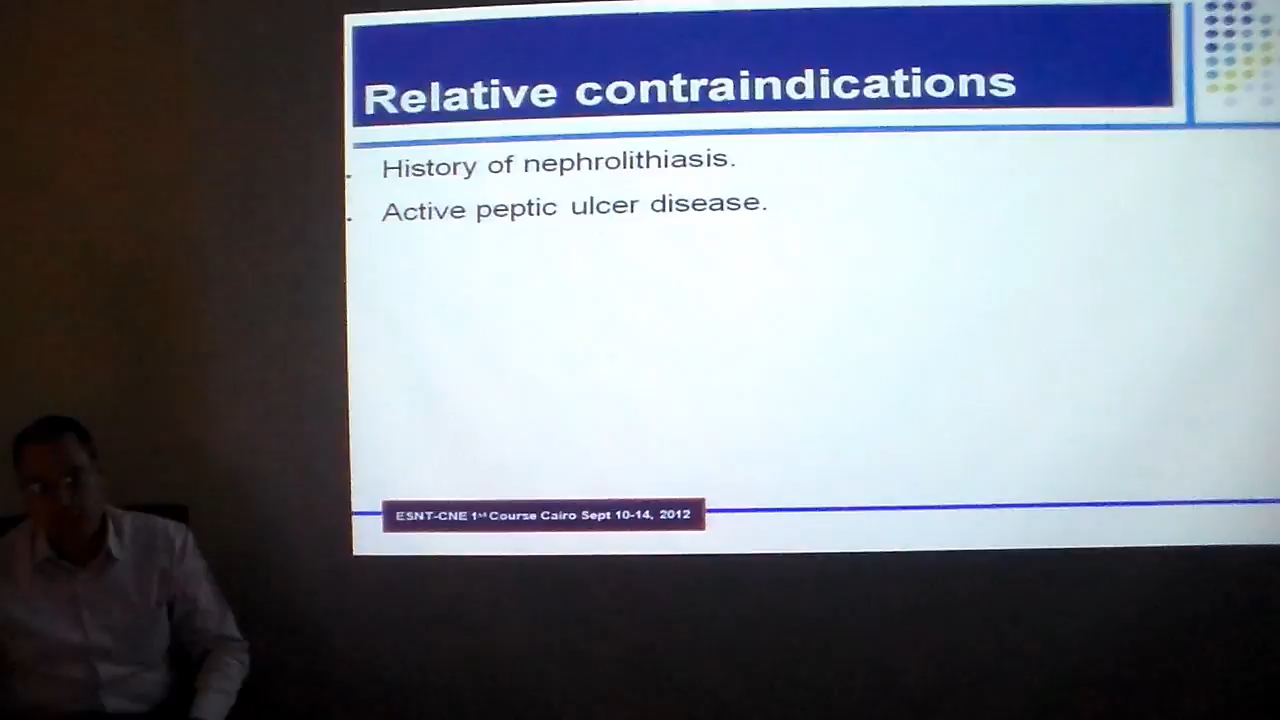 Relative contraindications
. History of nephrolithiasis.
. Active peptic ulcer disease.
ESNT-CNE 1st Course Cairo Sept 10-14, 2012